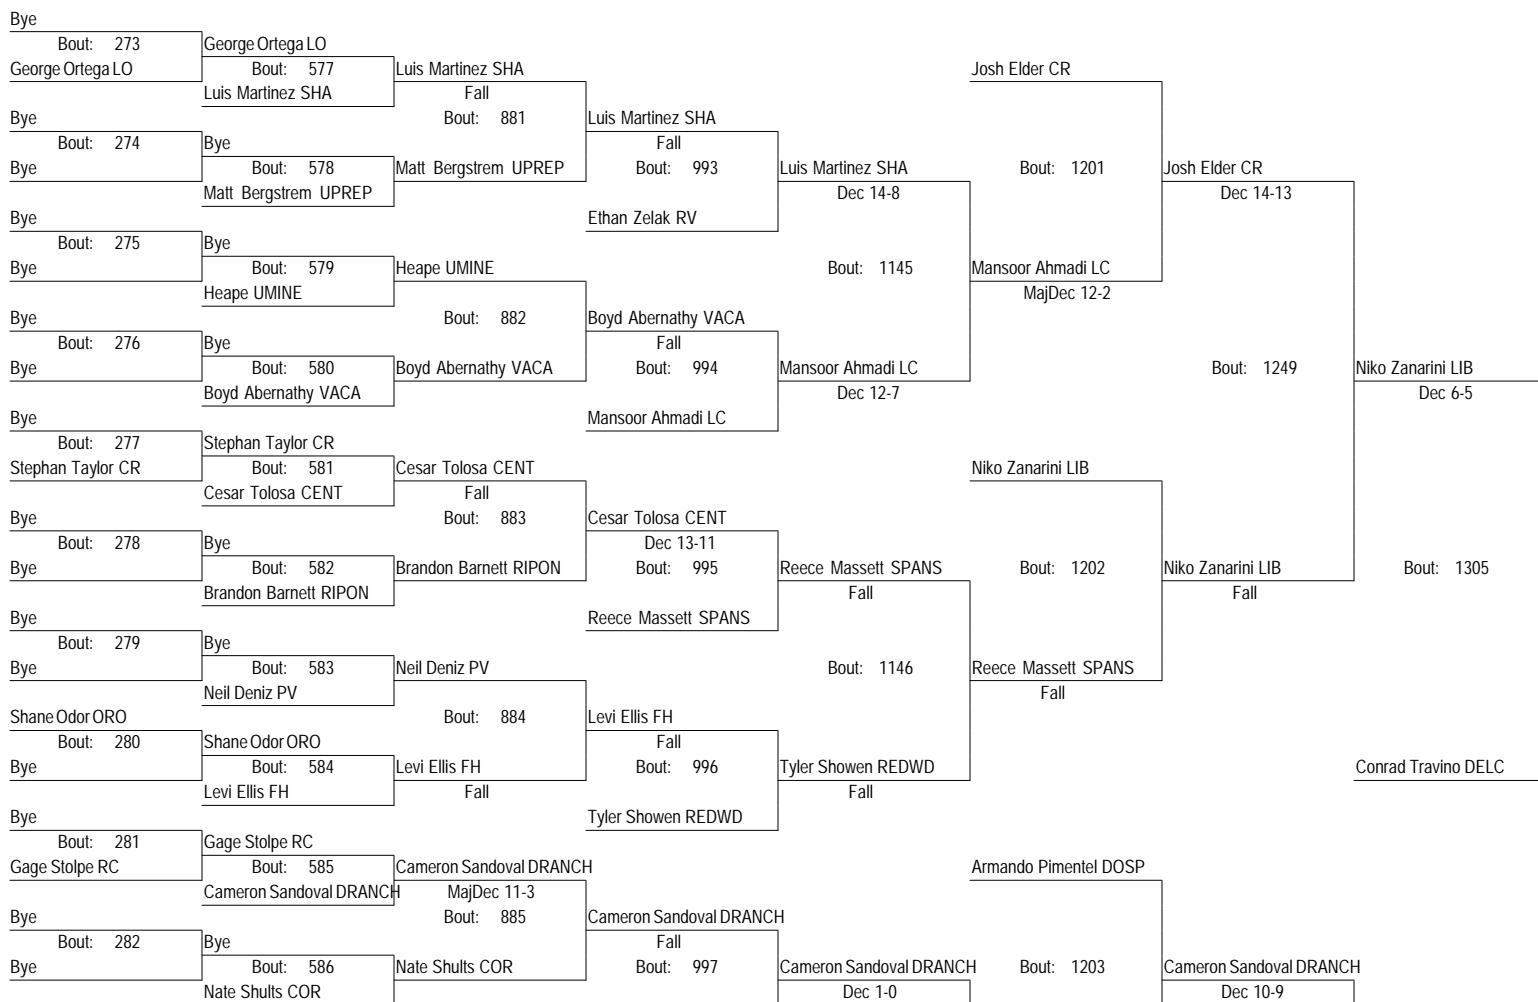 Bye
Bout: 273 George Ortega LO
George Ortega LO Bout: 577 Luis Martinez SHA Josh Elder CR
Luis Martinez SHA Fall
Bye Bout: 881 Luis Martinez SHA
Bout: 274 Bye Fall
Bye Bout: 578 Matt Bergstrem UPREP Bout: 993 Luis Martinez SHA Bout: 1201 Josh Elder CR
Matt Bergstrem UPREP Dec 14-8 Dec 14-13
Bye Ethan Zelak RV
Bout: 275 Bye
Bye Bout: 579 Heape UMINE Bout: 1145 Mansoor Ahmadi LC
Heape UMINE MajDec 12-2
Bye Bout: 882 Boyd Abernathy VACA
Bout: 276 Bye Fall
Bye Bout: 580 Boyd Abernathy VACA Bout: 994 Mansoor Ahmadi LC Bout: 1249 Niko Zanarini LIB
Boyd Abernathy VACA Dec 12-7 Dec 6-5
Bye Mansoor Ahmadi LC
Bout: 277 Stephan Taylor CR
Stephan Taylor CR Bout: 581 Cesar Tolosa CENT Niko Zanarini LIB
Cesar Tolosa CENT Fall
Bye Bout: 883 Cesar Tolosa CENT
Bout: 278 Bye Dec 13-11
Bye Bout: 582 Brandon Barnett RIPON Bout: 995 Reece Massett SPANS Bout: 1202 Niko Zanarini LIB Bout: 1305
Brandon Barnett RIPON Fall Fall
Bye Reece Massett SPANS
Bout: 279 Bye
Bye Bout: 583 Neil Deniz PV Bout: 1146 Reece Massett SPANS
Neil Deniz PV Fall
Shane Odor ORO Bout: 884 Levi Ellis FH
Bout: 280 Shane Odor ORO Fall
Bye Bout: 584 Levi Ellis FH Bout: 996 Tyler Showen REDWD Conrad Travino DELC
Levi Ellis FH Fall Fall
Bye Tyler Showen REDWD
Bout: 281 Gage Stolpe RC
Gage Stolpe RC Bout: 585 Cameron Sandoval DRANCH Armando Pimentel DOSP
Cameron Sandoval DRANCH MajDec 11-3
Bye Bout: 885 Cameron Sandoval DRANCH
Bout: 282 Bye Fall
Bye Bout: 586 Nate Shults COR Bout: 997 Cameron Sandoval DRANCH Bout: 1203 Cameron Sandoval DRANCH
Nate Shults COR Dec 1-0 Dec 10-9